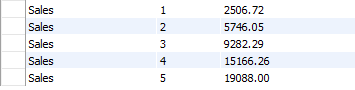 Sales 1 2506.72
Sales 2 5746.05
Sales 3 9282.29
Sales 4 15166.26
Sales 5 19088.00